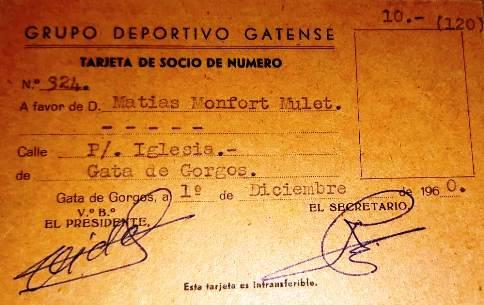 10.- (120)
GRUPO DEPORTIVO GATENSE
TARJETA DE SOCIO DE NUMERO
N.º 324.
A favor de D. Matias Monfort Mulet.
- - - - -
Calle P/. Iglesia.-
de Gata de Gorgos.
Gata de Gorgos, a 1º de Diciembre de 1960.
V.º B.º
EL PRESIDENTE,
EL SECRETARIO,
Esta tarjeta es intransferible.